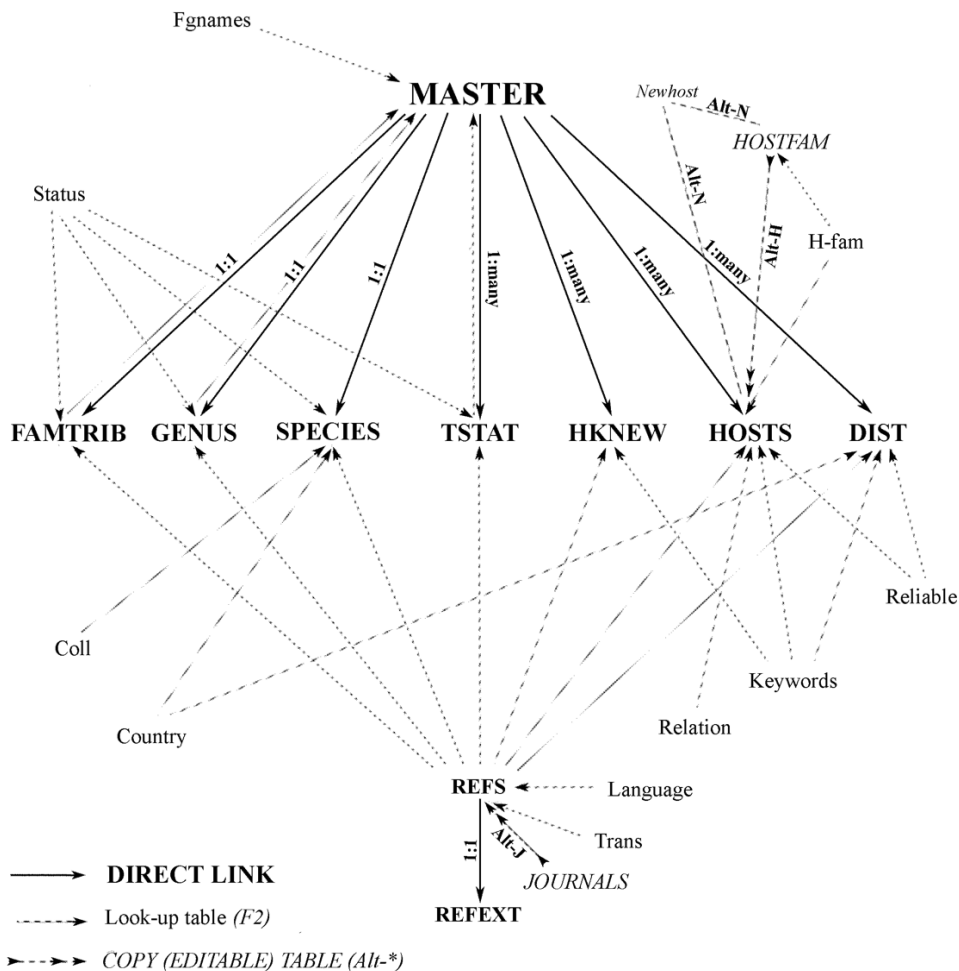 Fgnames
MASTER
Newhost
Alt-N
HOSTFAM
Status
Alt-N
Alt-H
H-fam
1:1
1:1
1:1
1:many
1:many
1:many
1:many
FAMTRIB GENUS SPECIES TSTAT HKNEW HOSTS DIST
Reliable
Coll
Keywords
Country
Relation
REFS
Language
Trans
1:1
Alt-J
JOURNALS
DIRECT LINK
REFEXT
Look-up table (F2)
COPY (EDITABLE) TABLE (Alt-*)